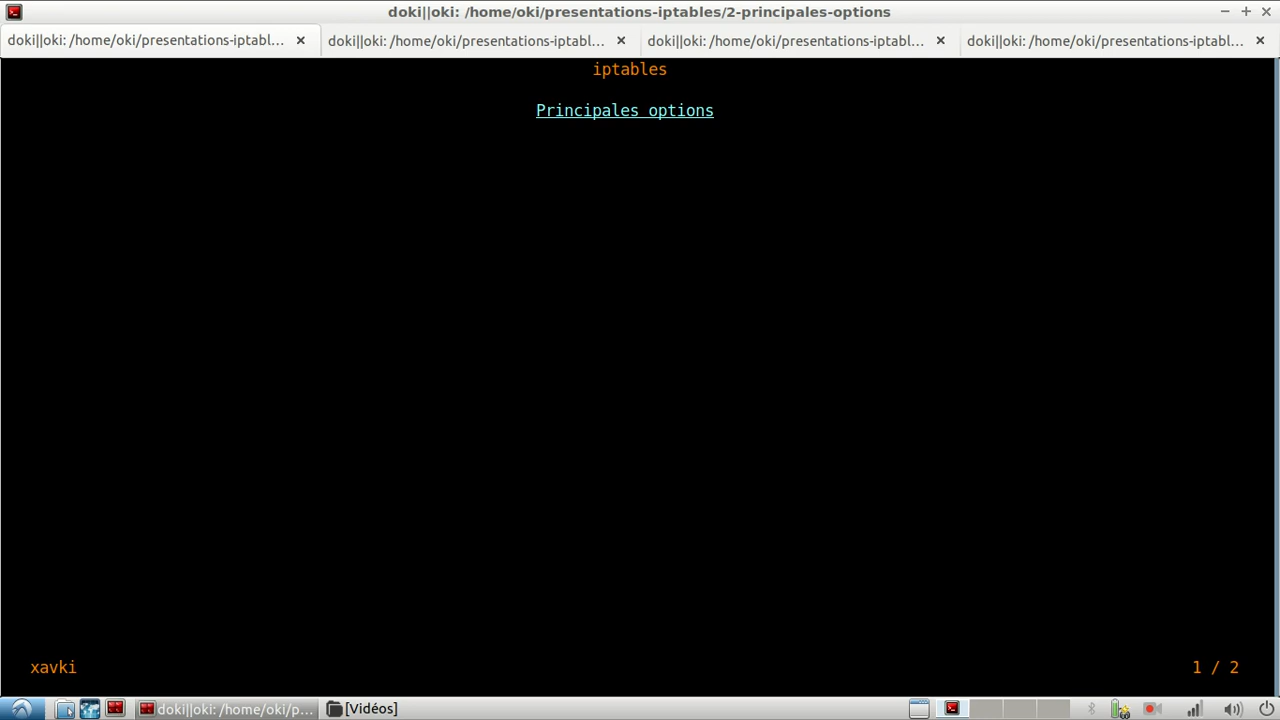 doki||oki: /home/oki/presentations-iptables/2-principales-options
doki||oki: /home/oki/presentations-iptabl...
doki||oki: /home/oki/presentations-iptabl...
doki||oki: /home/oki/presentations-iptabl...
doki||oki: /home/oki/presentations-iptabl...
iptables
Principales options
xavki
1 / 2
doki||oki: /home/oki/p...
[Vidéos]